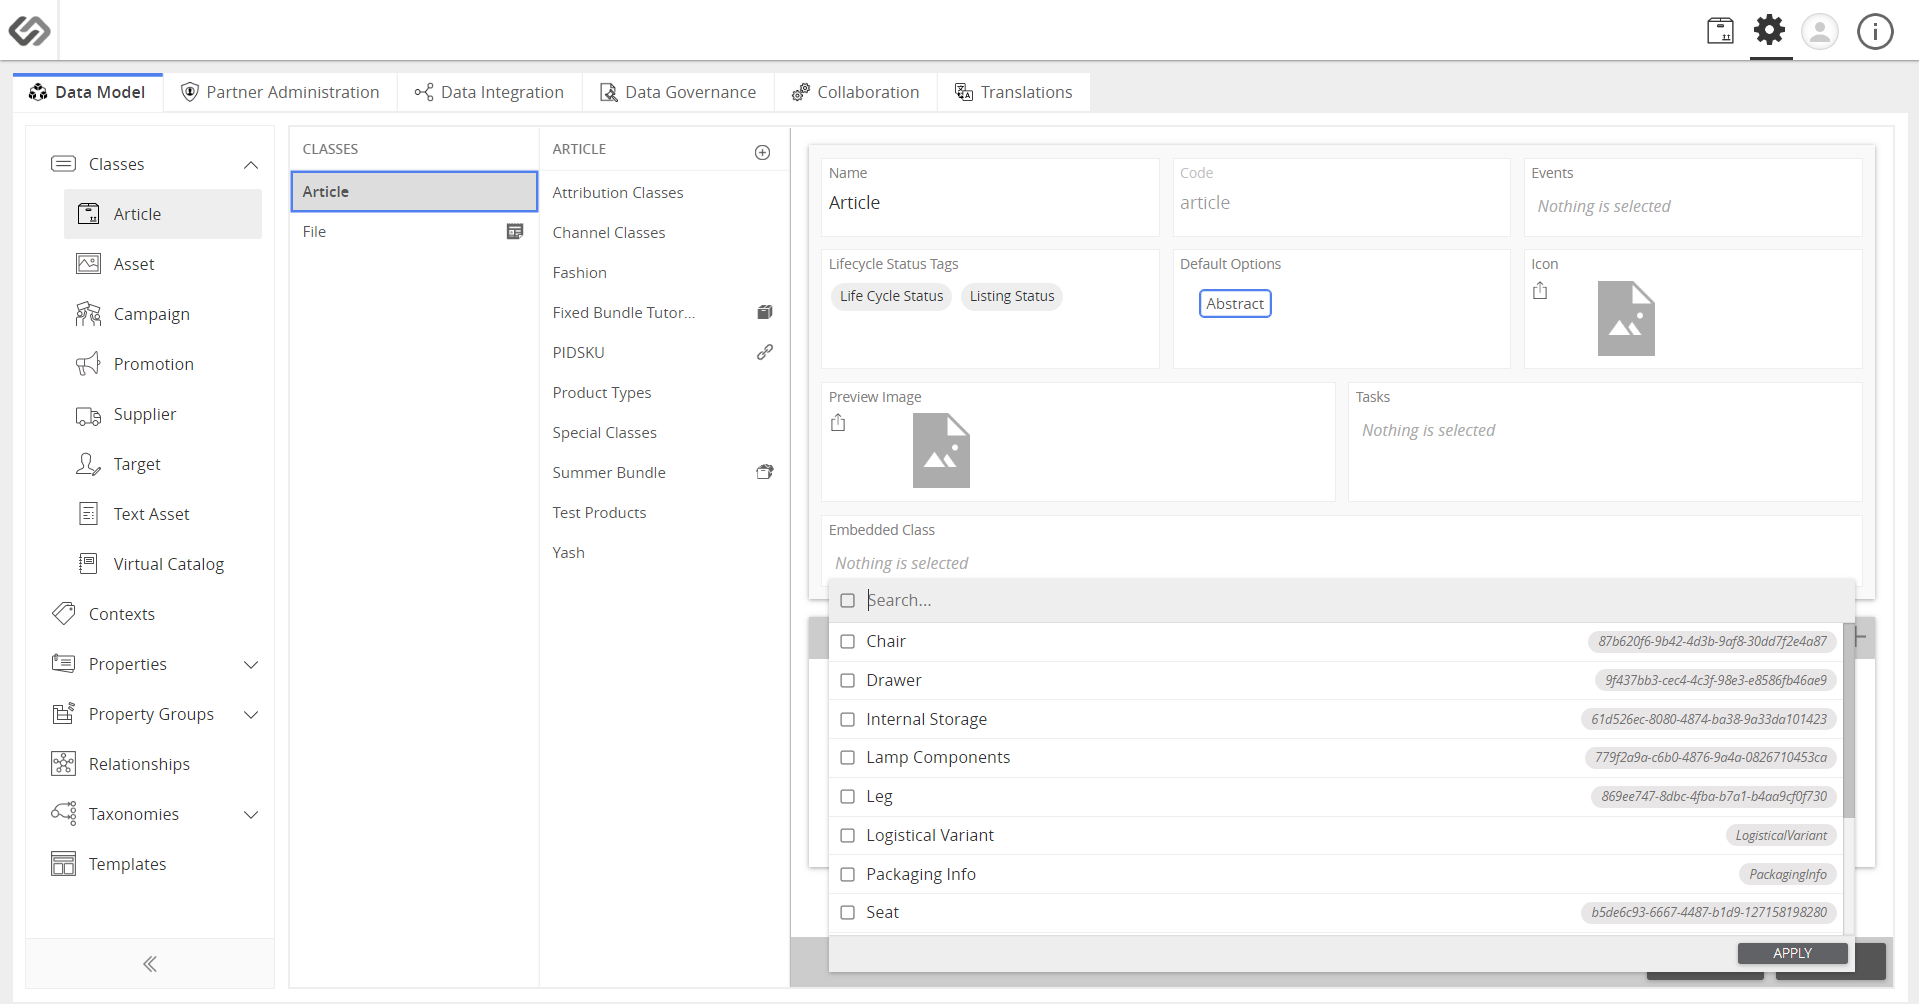 Data Model
Partner Administration
Data Integration
Data Governance
Collaboration
Translations
Classes
Article
Asset
Campaign
Promotion
Supplier
Target
Text Asset
Virtual Catalog
Contexts
Properties
Property Groups
Relationships
Taxonomies
Templates
CLASSES
Article
File
ARTICLE
Attribution Classes
Channel Classes
Fashion
Fixed Bundle Tutor...
PIDSKU
Product Types
Special Classes
Summer Bundle
Test Products
Yash
Name
Article
Code
article
Events
Nothing is selected
Lifecycle Status Tags
Life Cycle Status Listing Status
Default Options
Abstract
Icon
Preview Image
Tasks
Nothing is selected
Embedded Class
Nothing is selected
Search...
Chair 87b620f6-9b42-4d3b-9af8-30dd7f2e4a87
Drawer 9f437bb3-cec4-4c3f-98e3-e8586fb46ae9
Internal Storage 61d526ec-8080-4874-ba38-9a33da101423
Lamp Components 779f2a9a-c6b0-4876-9a4a-0826710453ca
Leg 869ee747-8dbc-4fba-b7a1-b4aa9cf0f730
Logistical Variant LogisticalVariant
Packaging Info PackagingInfo
Seat b5de6c93-6667-4487-b1d9-127158198280
APPLY